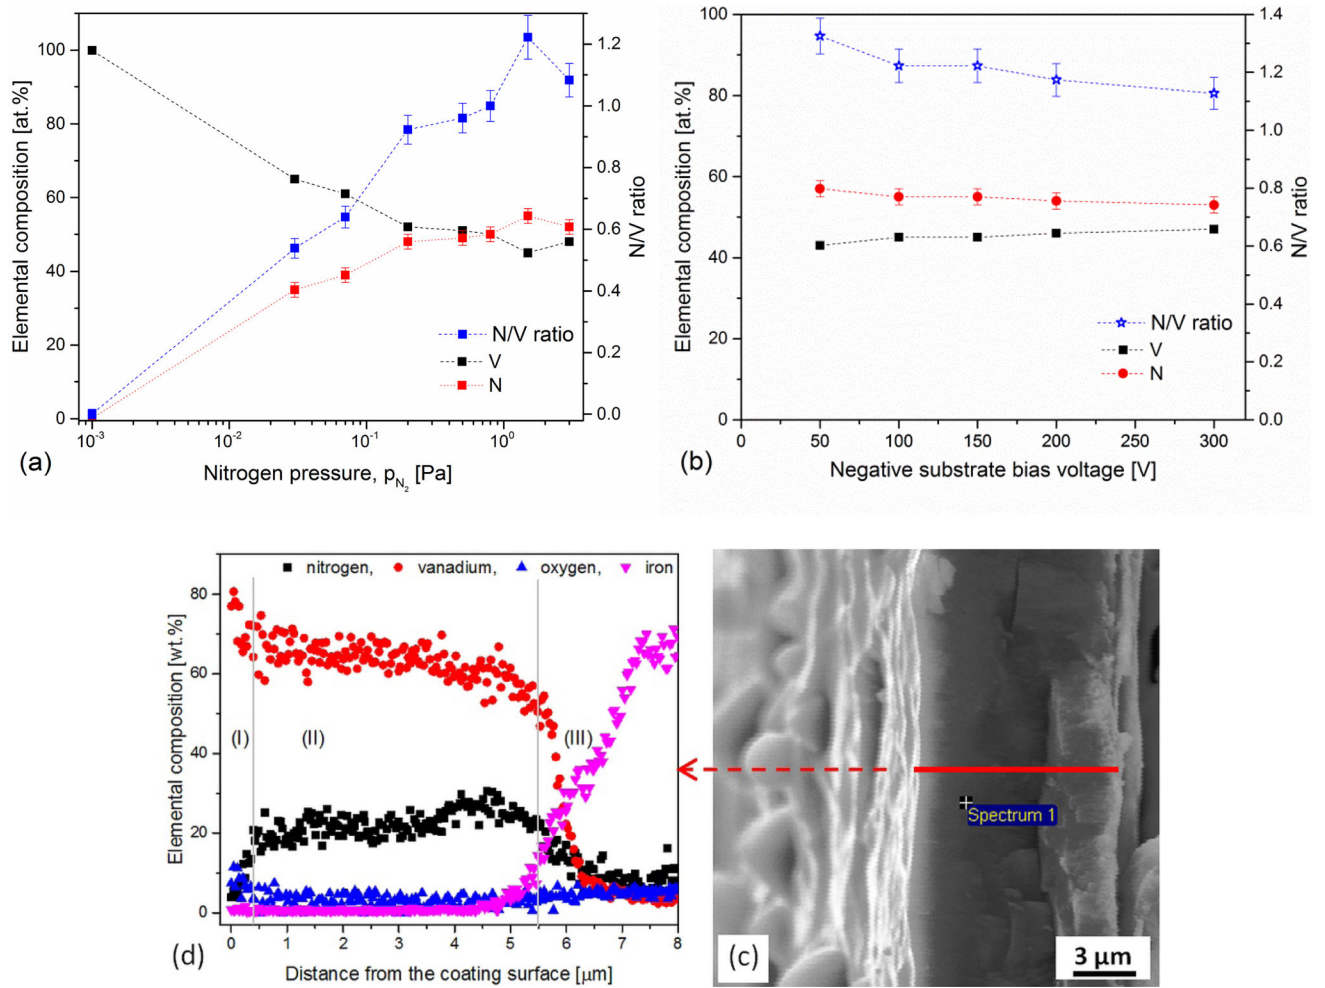 100
80
60
40
20
0
Elemental composition [at.%]
1.2
1.0
0.8
0.6
0.4
0.2
0.0
N/V ratio
N/V ratio
V
N
10⁻³
10⁻²
10⁻¹
10⁰
(a)
Nitrogen pressure, p_N₂ [Pa]
100
80
60
40
20
0
Elemental composition [at.%]
1.4
1.2
1.0
0.8
0.6
0.4
0.2
0.0
N/V ratio
N/V ratio
V
N
0
50
100
150
200
250
300
(b)
Negative substrate bias voltage [V]
nitrogen, vanadium, oxygen, iron
80
60
40
20
0
Elemental composition [wt.%]
(I)
(II)
(III)
0
1
2
3
4
5
6
7
8
(d)
Distance from the coating surface [μm]
Spectrum 1
(c)
3 μm